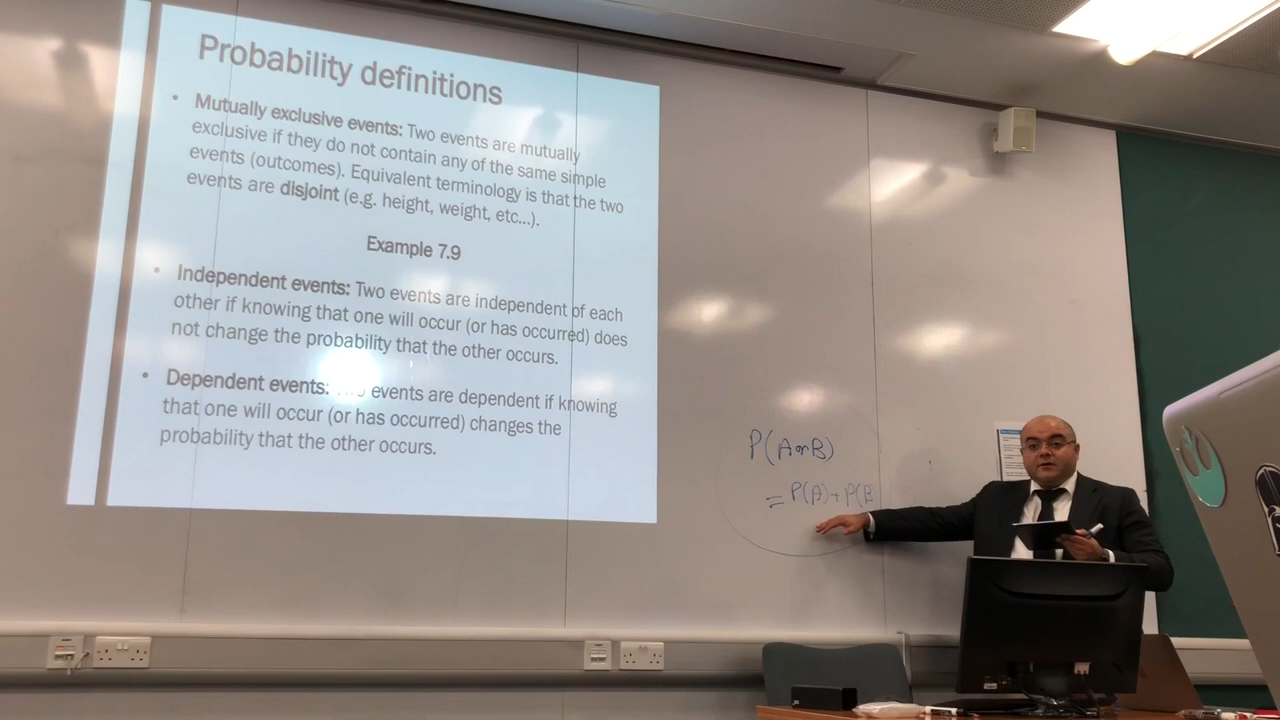 Probability definitions
• Mutually exclusive events: Two events are mutually
exclusive if they do not contain any of the same simple
events (outcomes). Equivalent terminology is that the two
events are disjoint (e.g. height, weight, etc...).
Example 7.9
• Independent events: Two events are independent of each
other if knowing that one will occur (or has occurred) does
not change the probability that the other occurs.
• Dependent events: Two events are dependent if knowing
that one will occur (or has occurred) changes the
probability that the other occurs.
P(A or B)
= P(A) + P(B